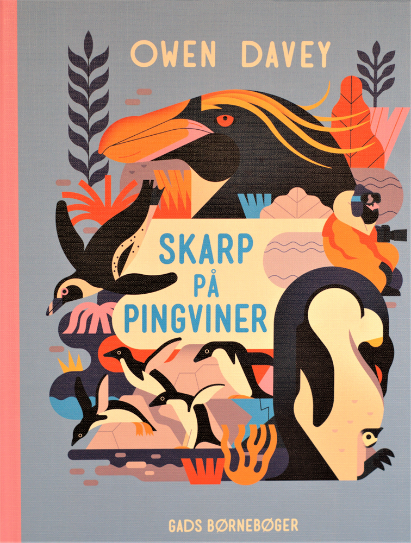 OWEN DAVEY
SKARP
PÅ
PINGVINER
GADS BØRNEBØGER